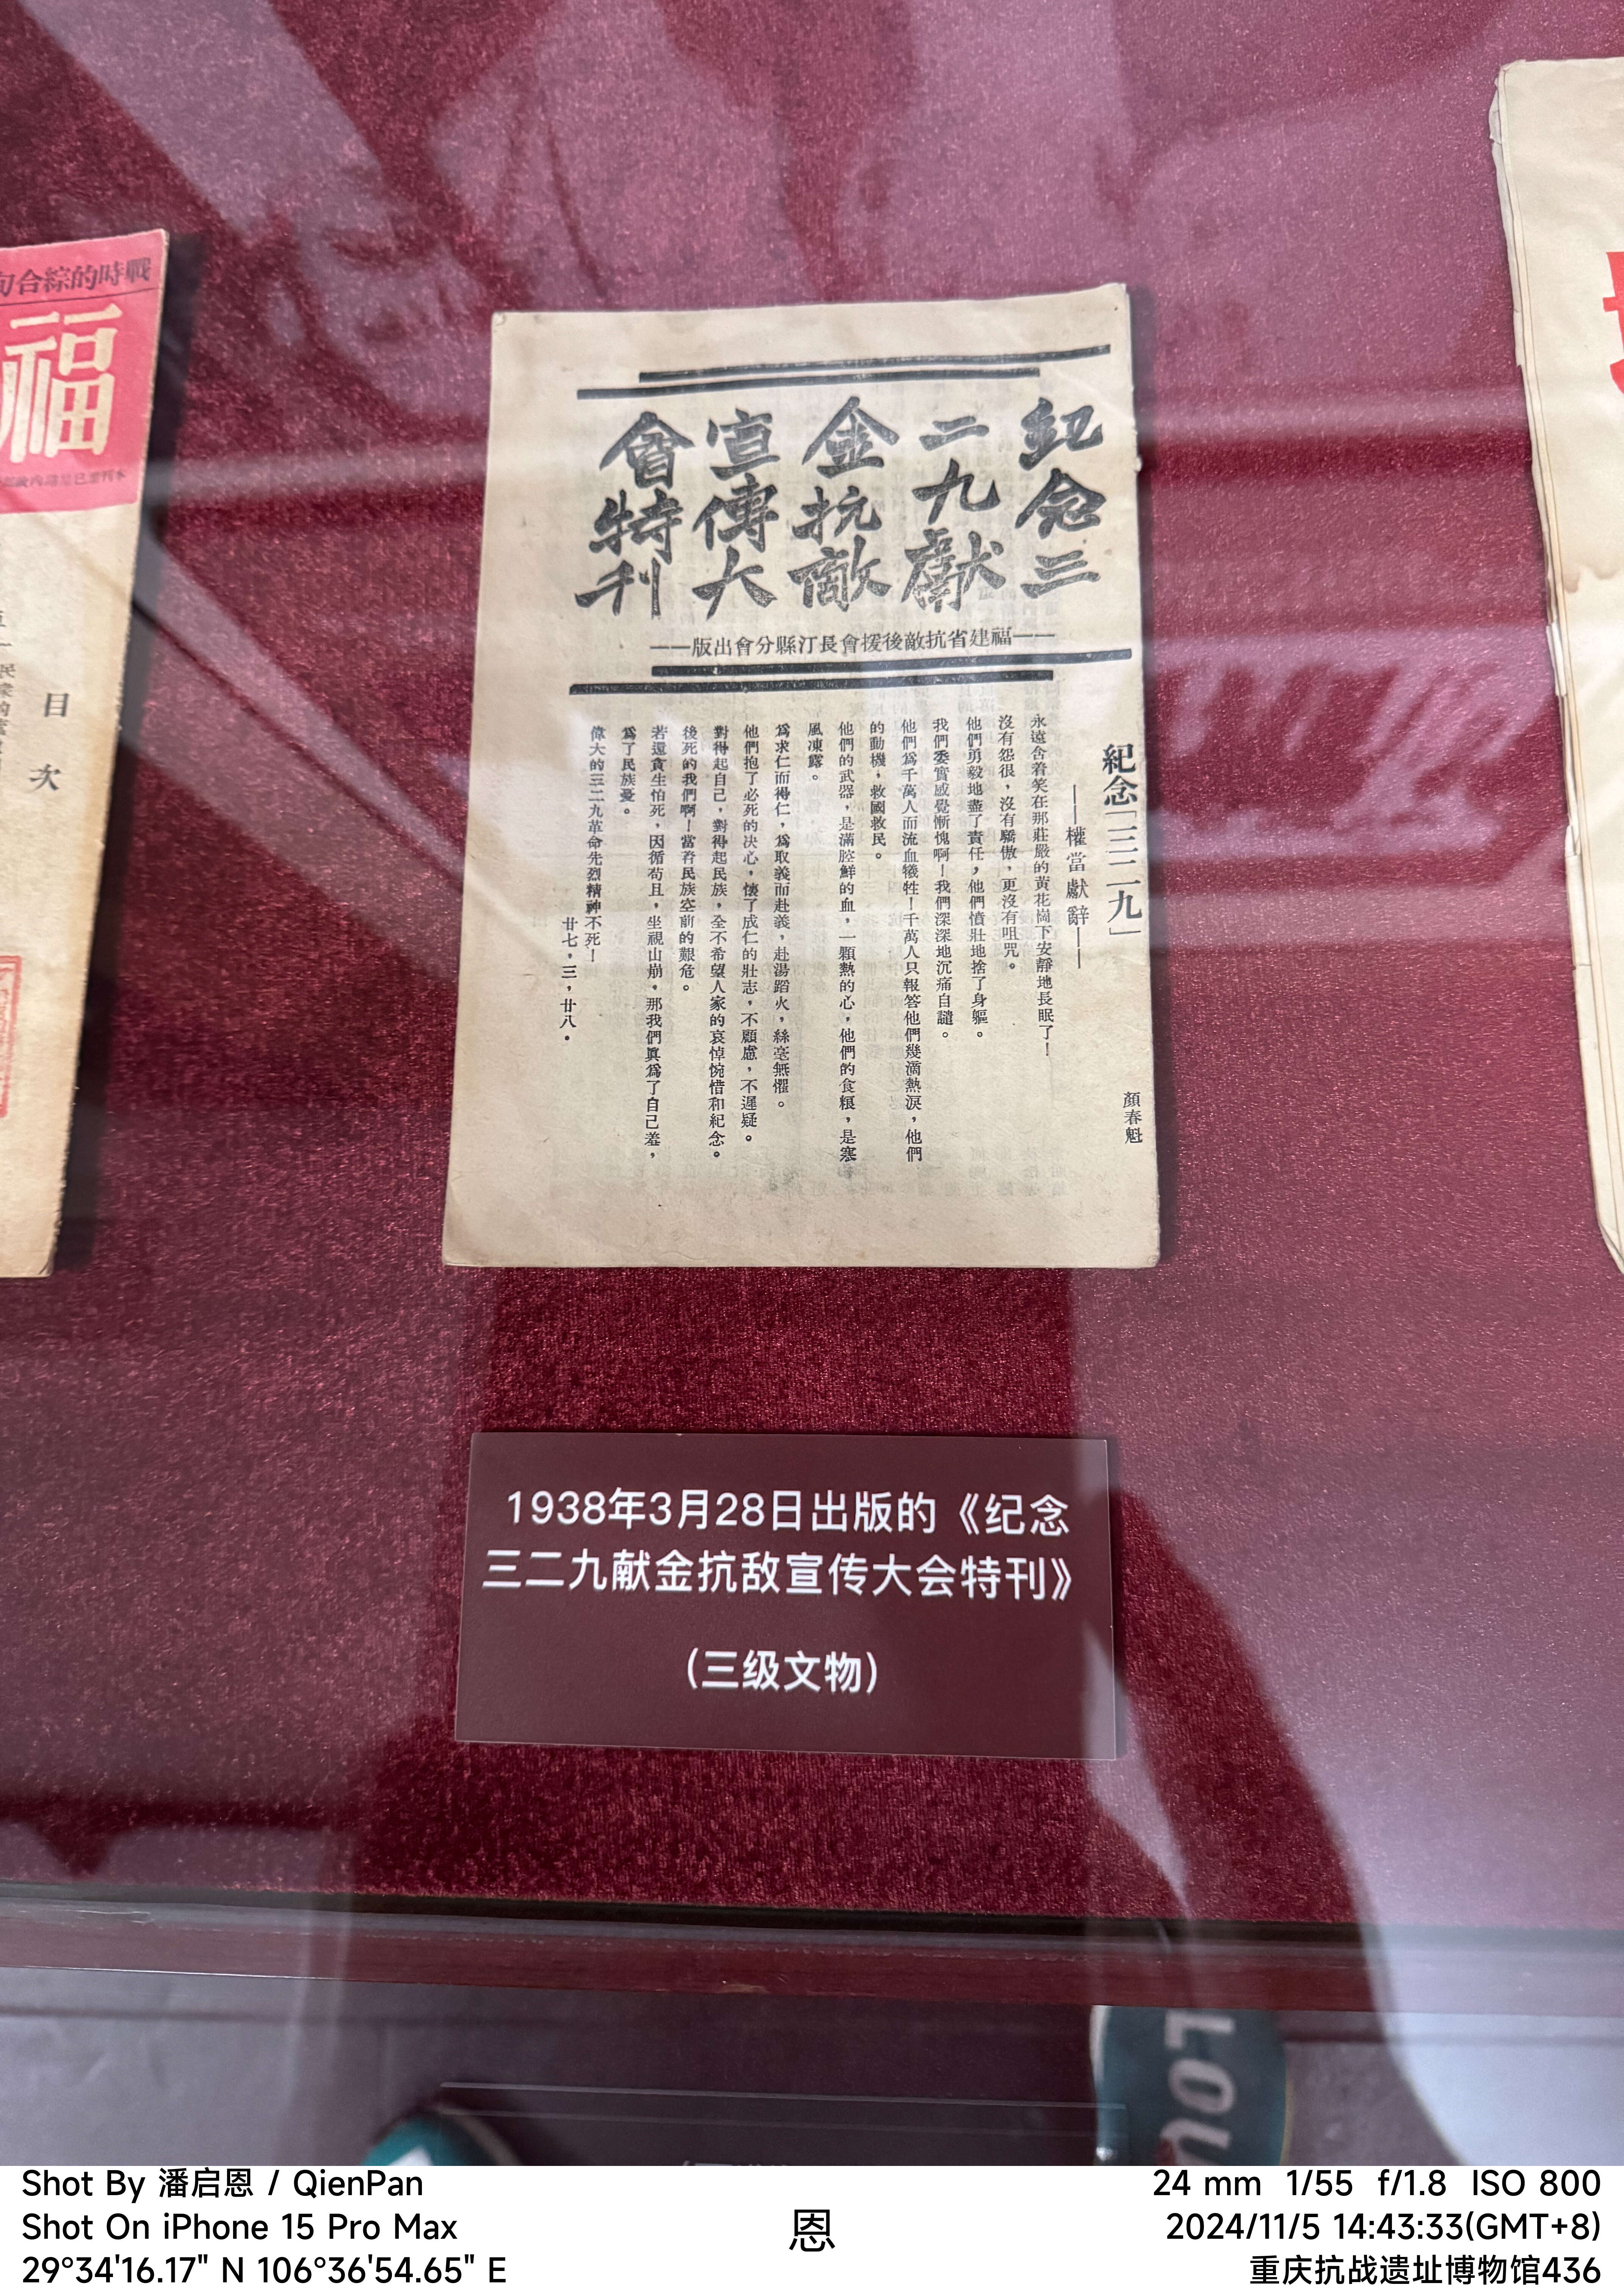 戰時的綜合旬
福
目
次
紀念三
二九獻
金抗敵
宣傳大
會特刊
——福建省抗敵後援會長汀縣分會出版——
紀念「三二九」
——權當獻辭——
顏春魁
永遠含着笑在那莊嚴的黃花崗下安靜地長眠了！
沒有怨很，沒有驕傲，更沒有咀咒。
他們勇毅地盡了責任，他們憤壯地捨了身軀。
我們委實感覺慚愧啊！我們深深地沉痛自譴。
他們爲千萬人而流血犧牲！千萬人只報答他們幾滴熱淚，他們
的動機，救國救民。
他們的武器，是滿腔鮮的血，一顆熱的心，他們的食糧，是寒
風凍露。
爲求仁而得仁，爲取義而赴義，赴湯蹈火，絲毫無懼。
他們抱了必死的决心，懷了成仁的壯志，不顧慮，不遲疑。
對得起自己，對得起民族，全不希望人家的哀悼惋惜和紀念。
後死的我們啊！當着民族空前的艱危。
若還貪生怕死，因循苟且，坐視山崩，那我們眞爲了自己羞，
爲了民族憂。
偉大的三二九革命先烈精神不死！
廿七，三，廿八．
1938年3月28日出版的《纪念
三二九献金抗敌宣传大会特刊》
（三级文物）
LOU
Shot By 潘启恩 / QienPan
Shot On iPhone 15 Pro Max
29°34'16.17" N 106°36'54.65" E
恩
24 mm 1/55 f/1.8 ISO 800
2024/11/5 14:43:33(GMT+8)
重庆抗战遗址博物馆436